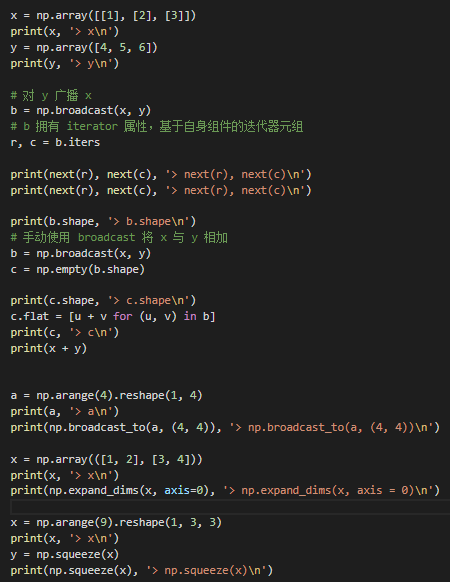 x = np.array([[1], [2], [3]])
print(x, '> x\n')
y = np.array([4, 5, 6])
print(y, '> y\n')
# 对 y 广播 x
b = np.broadcast(x, y)
# b 拥有 iterator 属性，基于自身组件的迭代器元组
r, c = b.iters
print(next(r), next(c), '> next(r), next(c)\n')
print(next(r), next(c), '> next(r), next(c)\n')
print(b.shape, '> b.shape\n')
# 手动使用 broadcast 将 x 与 y 相加
b = np.broadcast(x, y)
c = np.empty(b.shape)
print(c.shape, '> c.shape\n')
c.flat = [u + v for (u, v) in b]
print(c, '> c\n')
print(x + y)
a = np.arange(4).reshape(1, 4)
print(a, '> a\n')
print(np.broadcast_to(a, (4, 4)), '> np.broadcast_to(a, (4, 4))\n')
x = np.array(([1, 2], [3, 4]))
print(x, '> x\n')
print(np.expand_dims(x, axis=0), '> np.expand_dims(x, axis = 0)\n')
x = np.arange(9).reshape(1, 3, 3)
print(x, '> x\n')
y = np.squeeze(x)
print(np.squeeze(x), '> np.squeeze(x)\n')